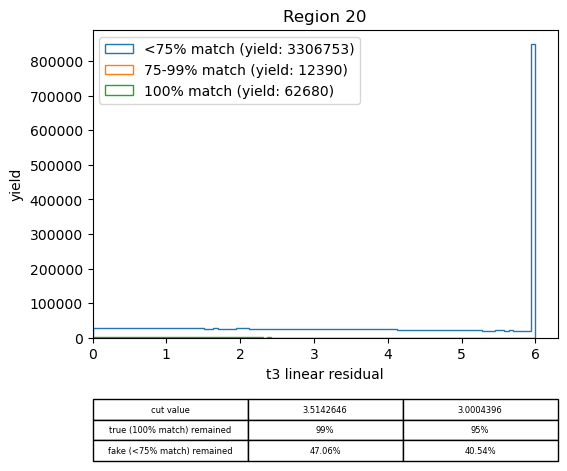 Region 20
<75% match (yield: 3306753)
75-99% match (yield: 12390)
100% match (yield: 62680)
800000
700000
600000
500000
400000
300000
200000
100000
0
yield
0 1 2 3 4 5 6
t3 linear residual
cut value 3.5142646 3.0004396
true (100% match) remained 99% 95%
fake (<75% match) remained 47.06% 40.54%